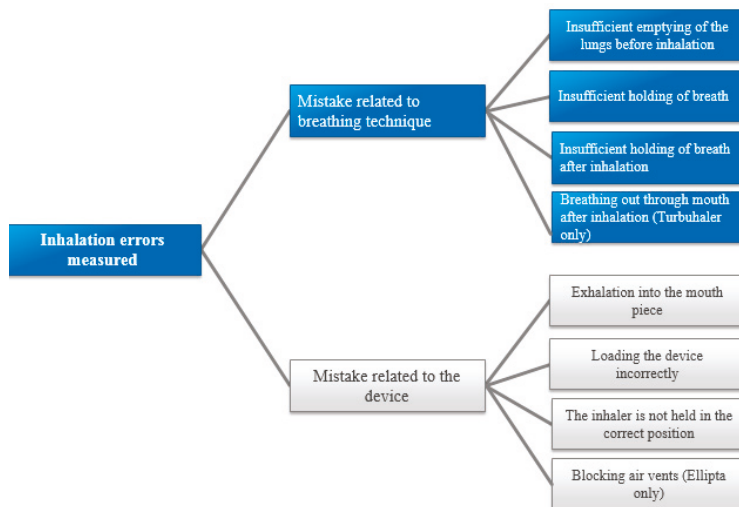 Inhalation errors
measured
Mistake related to
breathing technique
Insufficient emptying of the
lungs before inhalation
Insufficient holding of breath
Insufficient holding of breath
after inhalation
Breathing out through mouth
after inhalation (Turbuhaler
only)
Mistake related to the
device
Exhalation into the mouth
piece
Loading the device
incorrectly
The inhaler is not held in the
correct position
Blocking air vents (Ellipta
only)